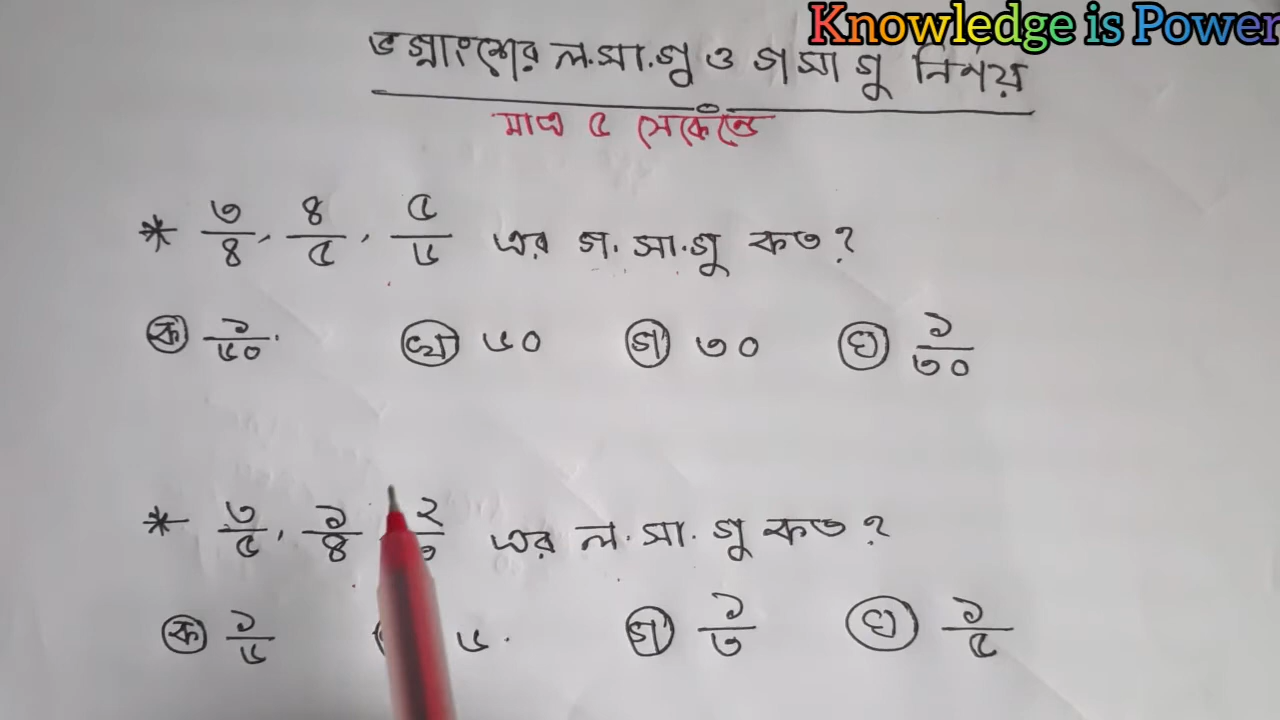 Knowledge is Power
ভগ্নাংশের ল.সা.গু ও গ সা গু নির্ণয়
মাত্র ৫ সেকেন্ডে
* ৩/৪, ৪/৫, ৫/৬ এর গ. সা.গু কত?
ক ১/৬০. খ ৬০ গ ৩০ ঘ ১/৩০
* ৩/৫, ১/৪ ২ এর ল. সা. গু কত?
ক ১/৬ ৬. গ ১/৩ ঘ ১/৫